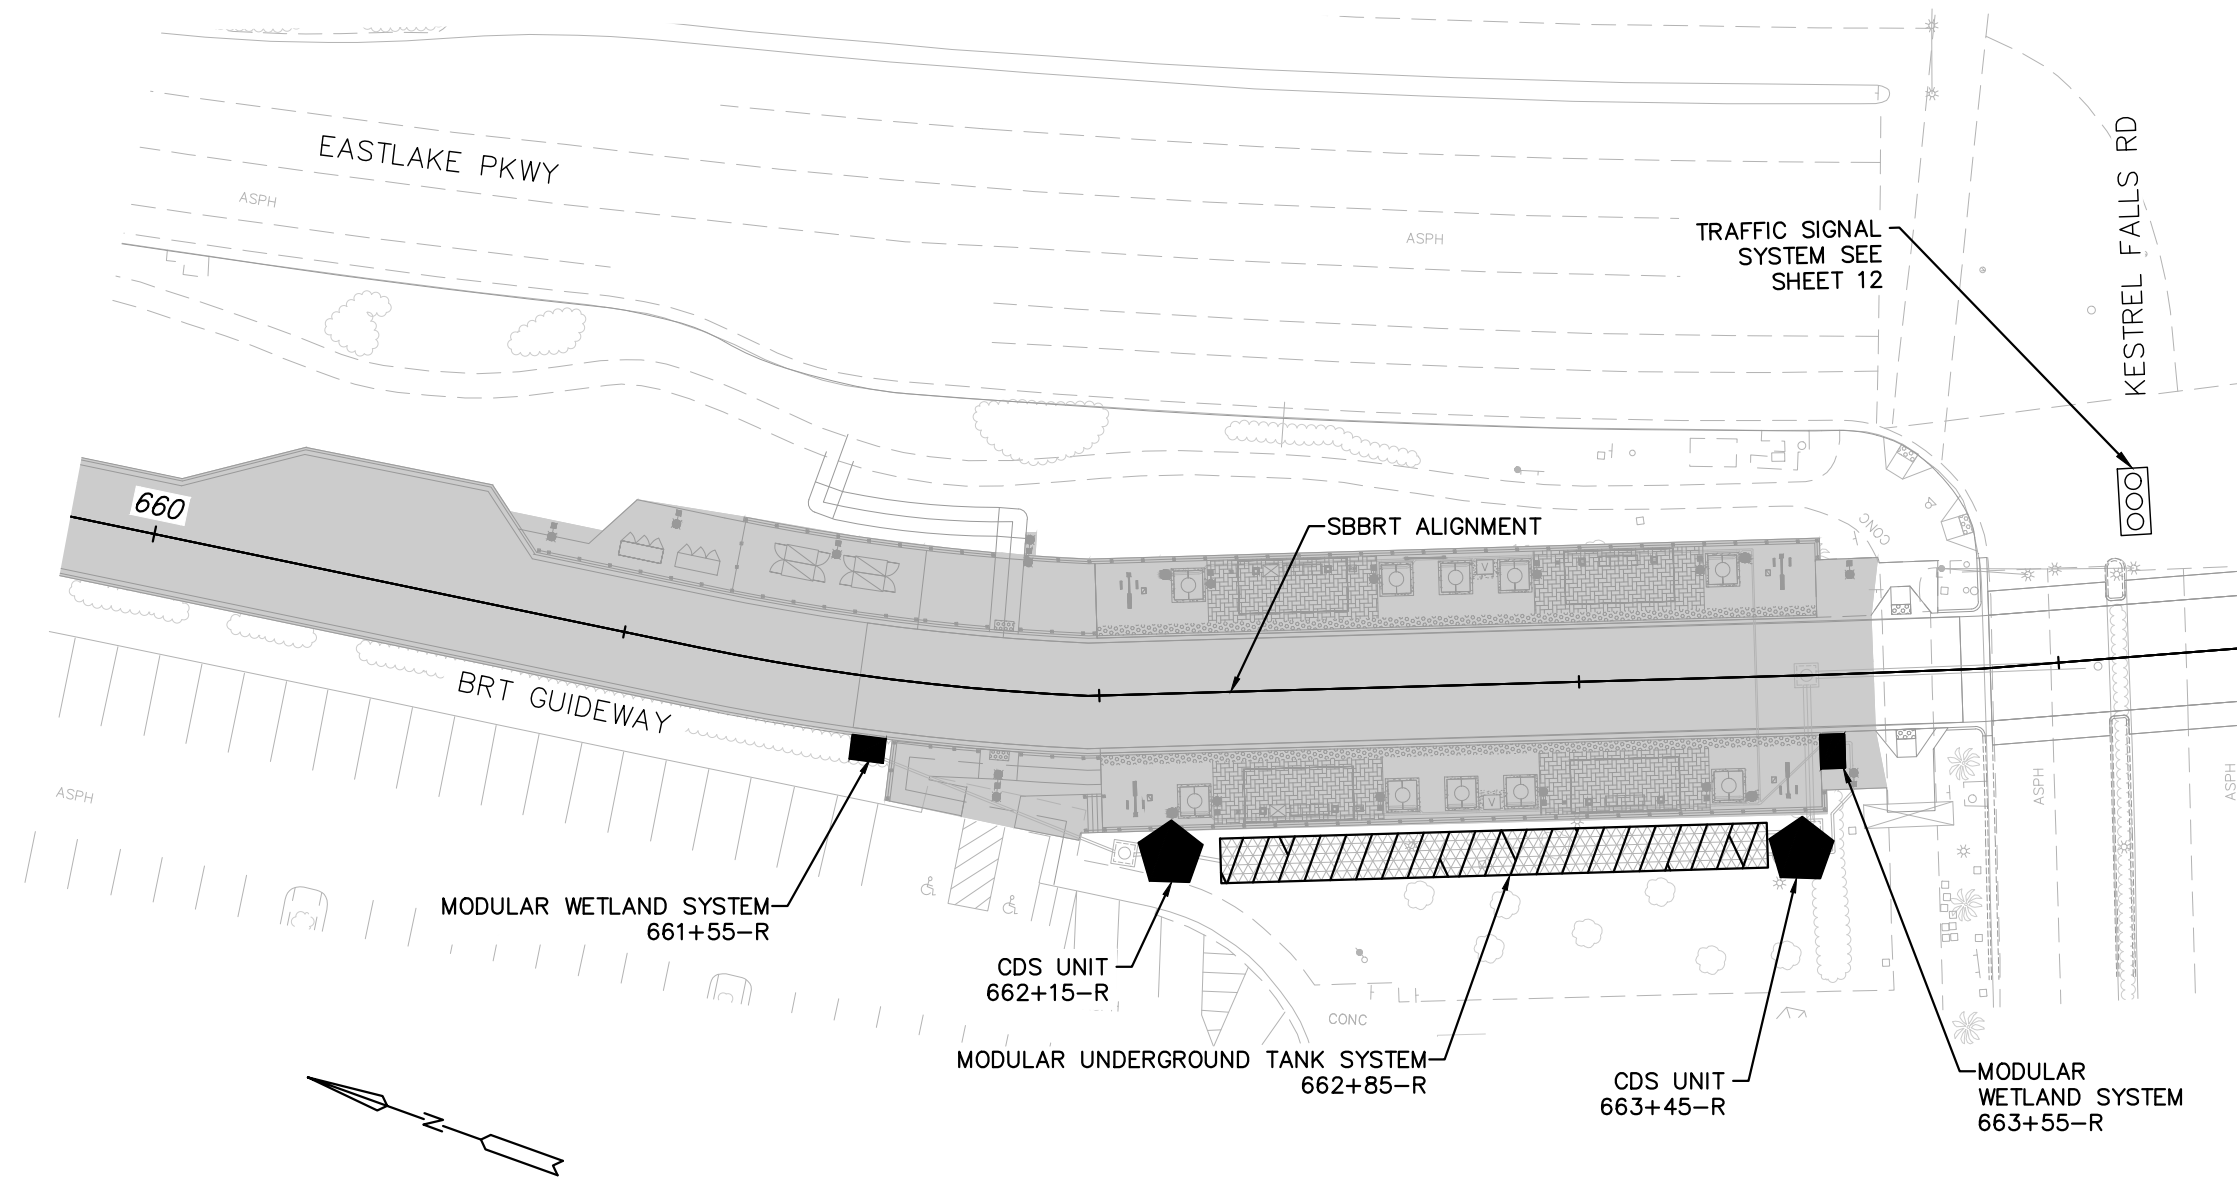 EASTLAKE PKWY
ASPH
ASPH
KESTREL FALLS RD
TRAFFIC SIGNAL
SYSTEM SEE
SHEET 12
660
SBBRT ALIGNMENT
CONC
V
BRT GUIDEWAY
V
ASPH
ASPH
ASPH
MODULAR WETLAND SYSTEM
661+55-R
CDS UNIT
662+15-R
CONC
MODULAR UNDERGROUND TANK SYSTEM
662+85-R
CDS UNIT
663+45-R
MODULAR
WETLAND SYSTEM
663+55-R
N